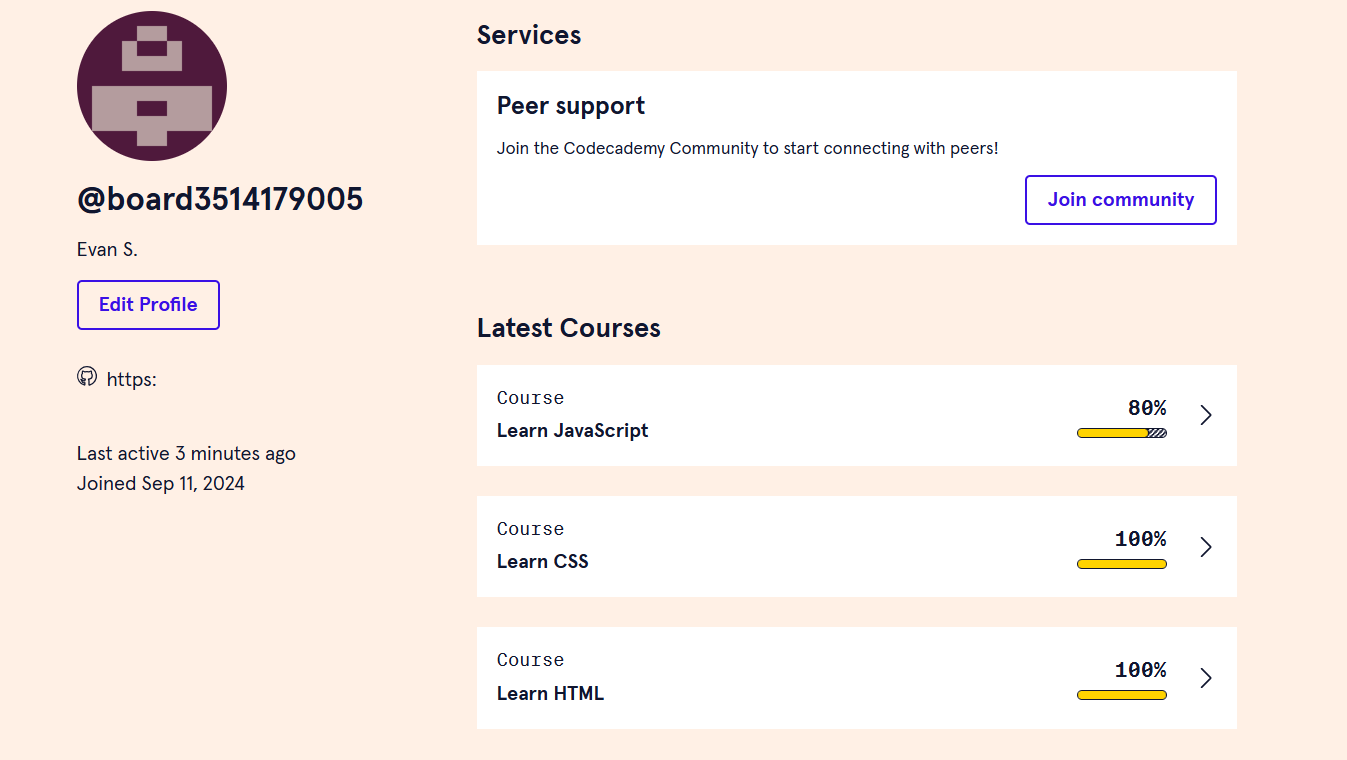 @board3514179005
Evan S.
Edit Profile
https:
Last active 3 minutes ago
Joined Sep 11, 2024
Services
Peer support
Join the Codecademy Community to start connecting with peers!
Join community
Latest Courses
Course
Learn JavaScript
80%
Course
Learn CSS
100%
Course
Learn HTML
100%